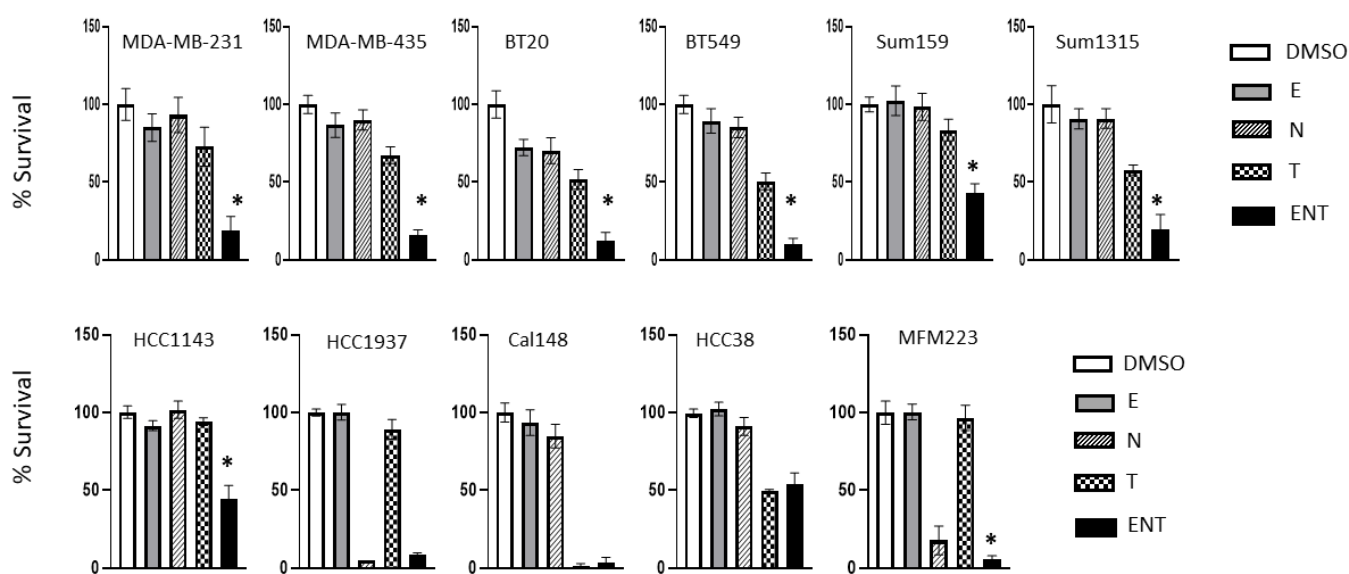 % Survival
MDA-MB-231
150
100
50
0
*
MDA-MB-435
150
100
50
0
*
BT20
150
100
50
0
*
BT549
150
100
50
0
*
Sum159
150
100
50
0
*
Sum1315
150
100
50
0
*
DMSO
E
N
T
ENT
% Survival
HCC1143
150
100
50
0
*
HCC1937
150
100
50
0
Cal148
150
100
50
0
HCC38
150
100
50
0
MFM223
150
100
50
0
*
DMSO
E
N
T
ENT